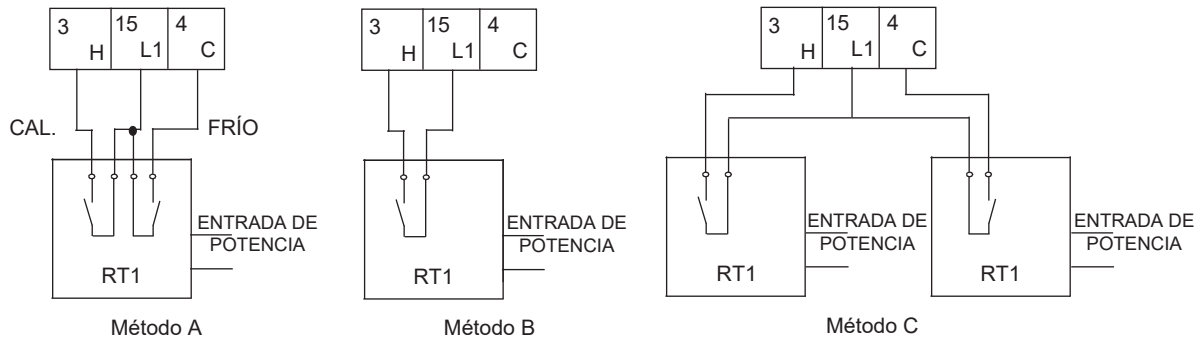 3 15 4
H L1 C
3 15 4
H L1 C
3 15 4
H L1 C
CAL. FRÍO
ENTRADA DE
POTENCIA
RT1
ENTRADA DE
POTENCIA
RT1
ENTRADA DE
POTENCIA
RT1
ENTRADA DE
POTENCIA
RT1
Método A
Método B
Método C